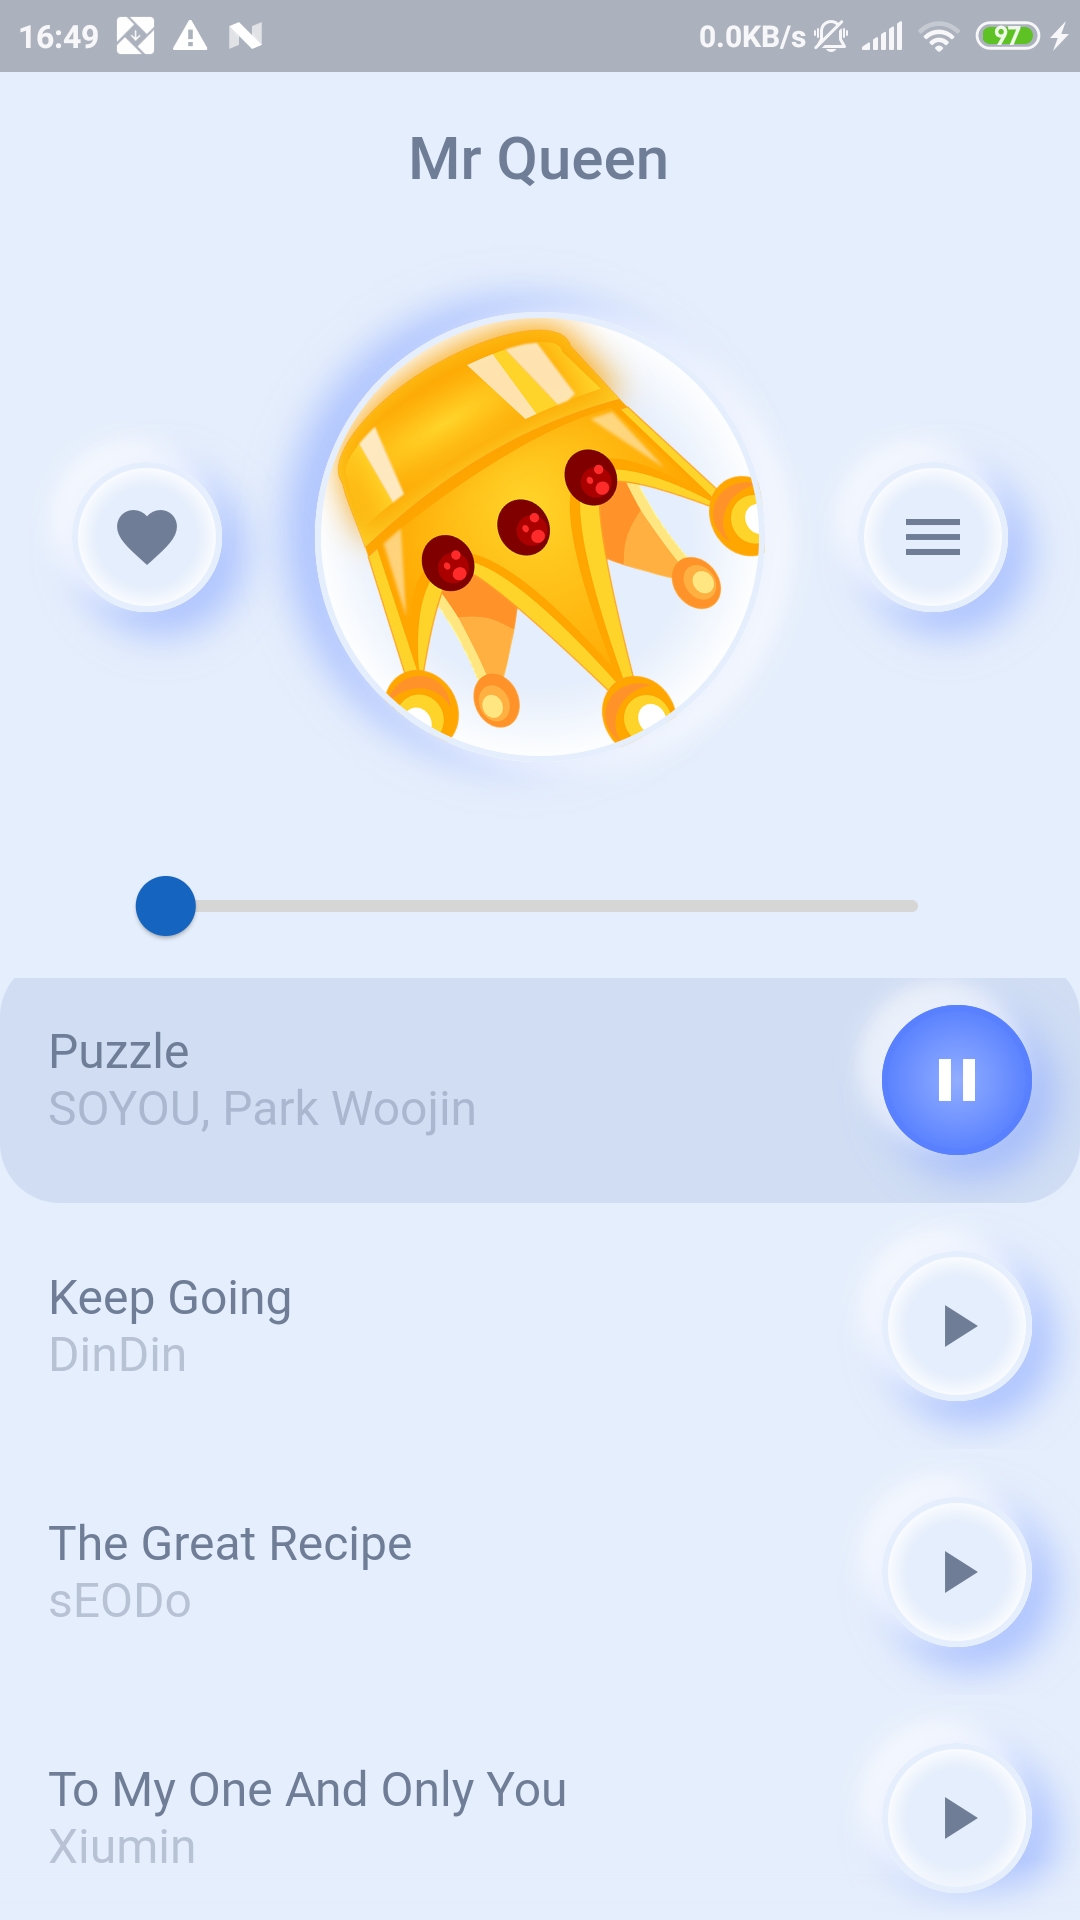 16:49
0.0KB/s
97
Mr Queen
Puzzle
SOYOU, Park Woojin
Keep Going
DinDin
The Great Recipe
sEODo
To My One And Only You
Xiumin